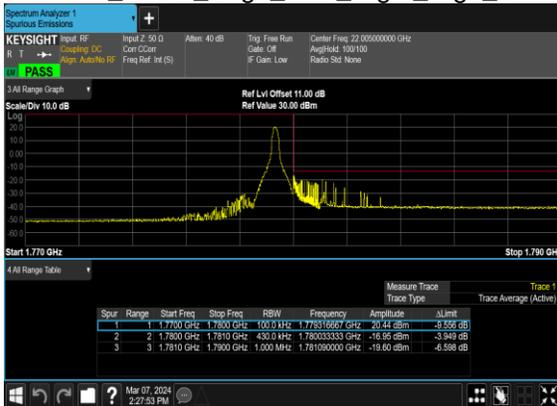 Spectrum Analyzer 1
Spurious Emissions
+
KEYSIGHT Input: RF Input Z: 50 Ω Atten: 40 dB Trig: Free Run Center Freq: 22.005000000 GHz
R T Coupling: DC Corr CCorr Gate: Off Avg|Hold: 100/100
Align: Auto/No RF Freq Ref: Int (S) IF Gain: Low Radio Std: None
PASS
3 All Range Graph
Ref Lvl Offset 11.00 dB
Scale/Div 10.0 dB Ref Value 30.00 dBm
Log
20.0
10.0
0.00
-10.0
-20.0
-30.0
-40.0
-50.0
-60.0
Start 1.770 GHz Stop 1.790 GH
4 All Range Table
Measure Trace Trace 1
Trace Type Trace Average (Active)
Spur Range Start Freq Stop Freq RBW Frequency Amplitude ΔLimit
1 1 1.7700 GHz 1.7800 GHz 100.0 kHz 1.779316667 GHz 20.44 dBm -9.556 dB
2 2 1.7800 GHz 1.7810 GHz 430.0 kHz 1.780033333 GHz -16.95 dBm -3.949 dB
3 3 1.7810 GHz 1.7900 GHz 1.000 MHz 1.781090000 GHz -19.60 dBm -6.598 dB
Mar 07, 2024
2:27:53 PM